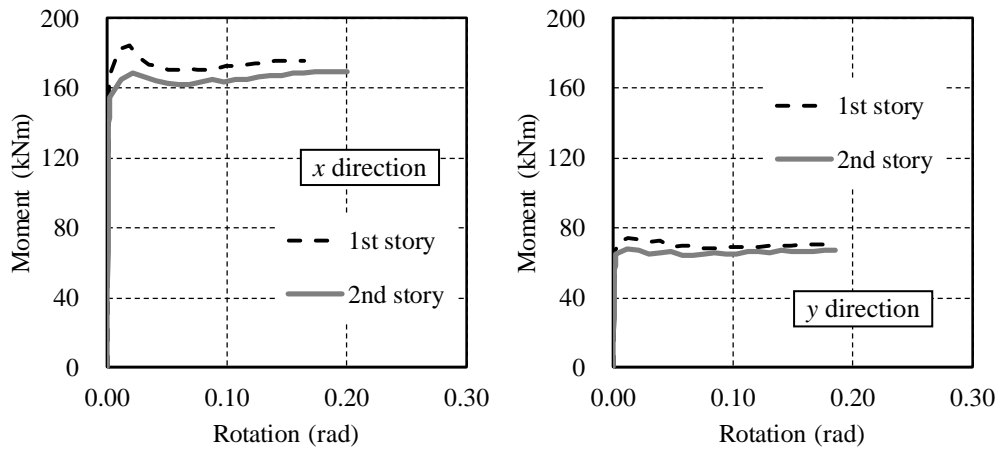 200
160
120
80
40
0
Moment (kNm)
x direction
1st story
2nd story
0.00 0.10 0.20 0.30
Rotation (rad)
200
160
120
80
40
0
Moment (kNm)
1st story
2nd story
y direction
0.00 0.10 0.20 0.30
Rotation (rad)